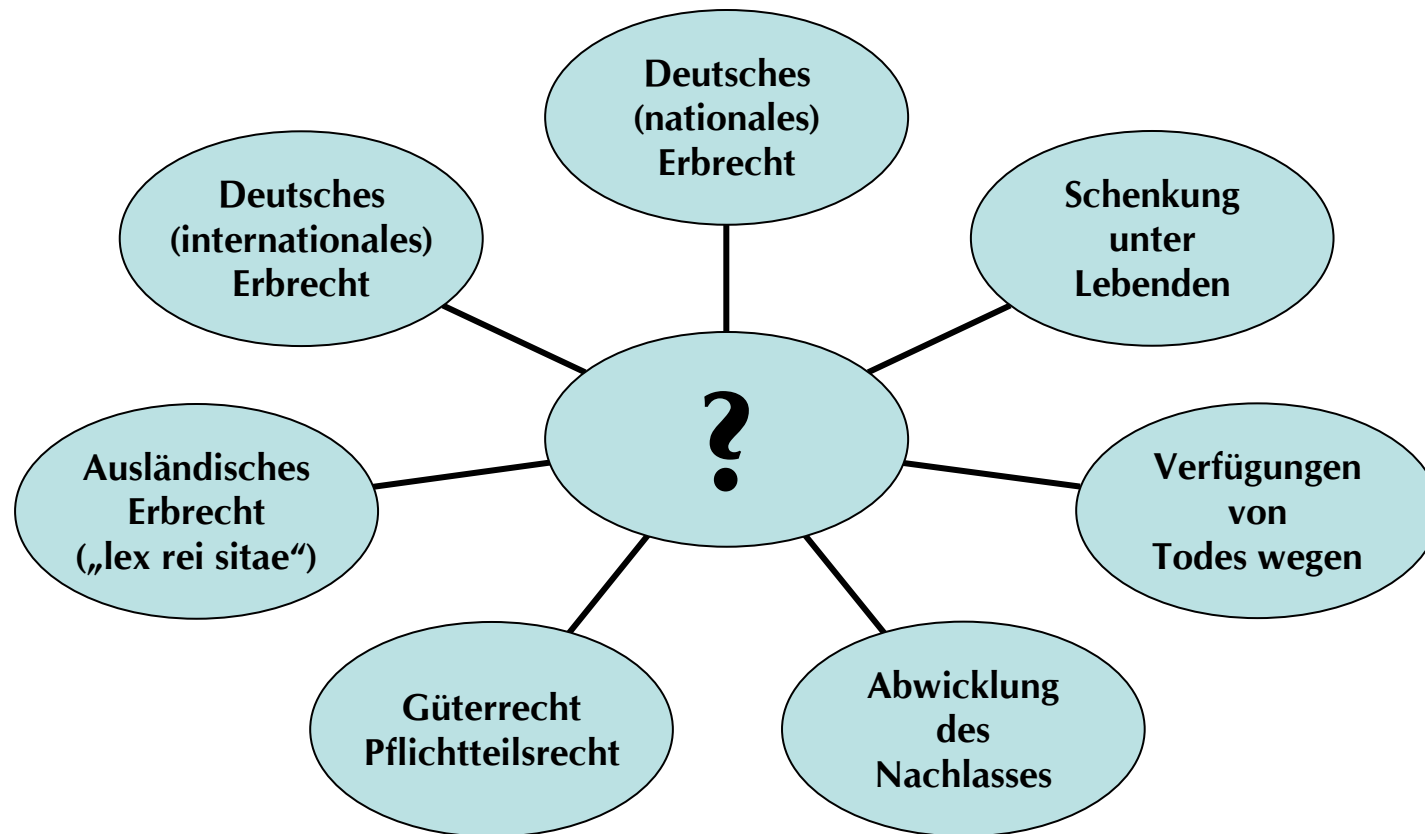 Deutsches
(nationales)
Erbrecht
Deutsches
(internationales)
Erbrecht
Schenkung
unter
Lebenden
?
Ausländisches
Erbrecht
(„lex rei sitae“)
Verfügungen
von
Todes wegen
Güterrecht
Pflichtteilsrecht
Abwicklung
des
Nachlasses